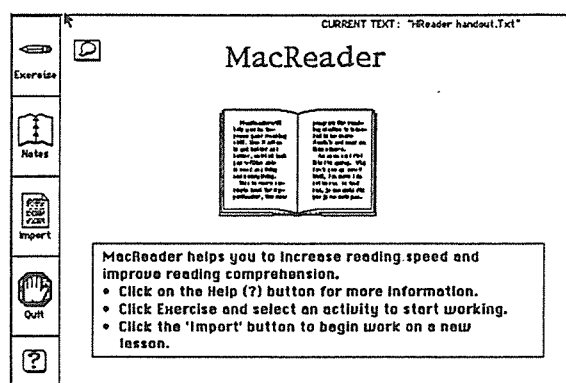 CURRENT TEXT: "HReader handout.Txt"
MacReader
Exercise
Notes
Import
Quit
?
MacReader helps you to increase reading speed and
improve reading comprehension.
• Click on the Help (?) button for more information.
• Click Exercise and select an activity to start working.
• Click the 'Import' button to begin work on a new
lesson.